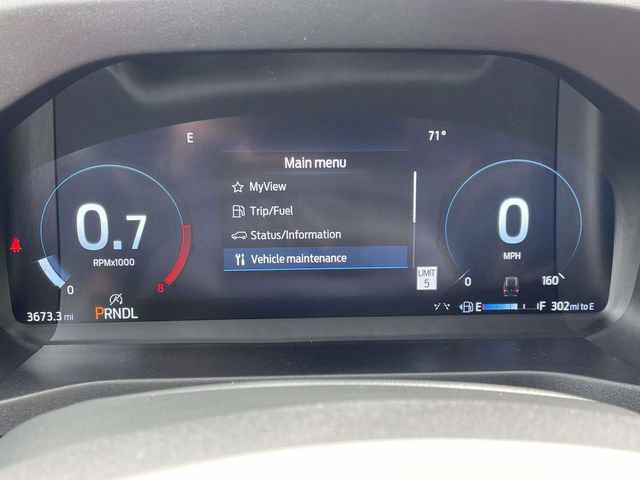 E
71°
Main menu
MyView
Trip/Fuel
Status/Information
Vehicle maintenance
0.7
RPMx1000
0 8
0
MPH
0 160
LIMIT
5
3673.3 mi
PRNDL
E F 302 mi to E